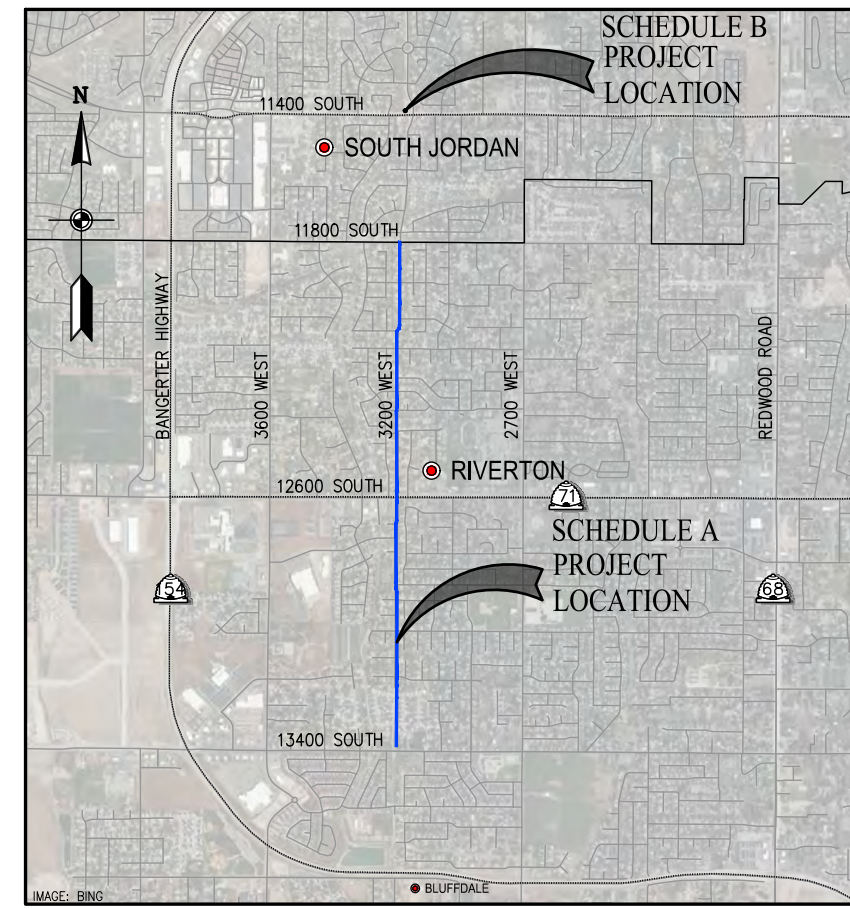 SCHEDULE B
PROJECT
LOCATION
N
11400 SOUTH
SOUTH JORDAN
11800 SOUTH
BANGERTER HIGHWAY
3600 WEST
3200 WEST
2700 WEST
REDWOOD ROAD
RIVERTON
12600 SOUTH
71
SCHEDULE A
PROJECT
LOCATION
154
68
13400 SOUTH
BLUFFDALE
IMAGE: BING